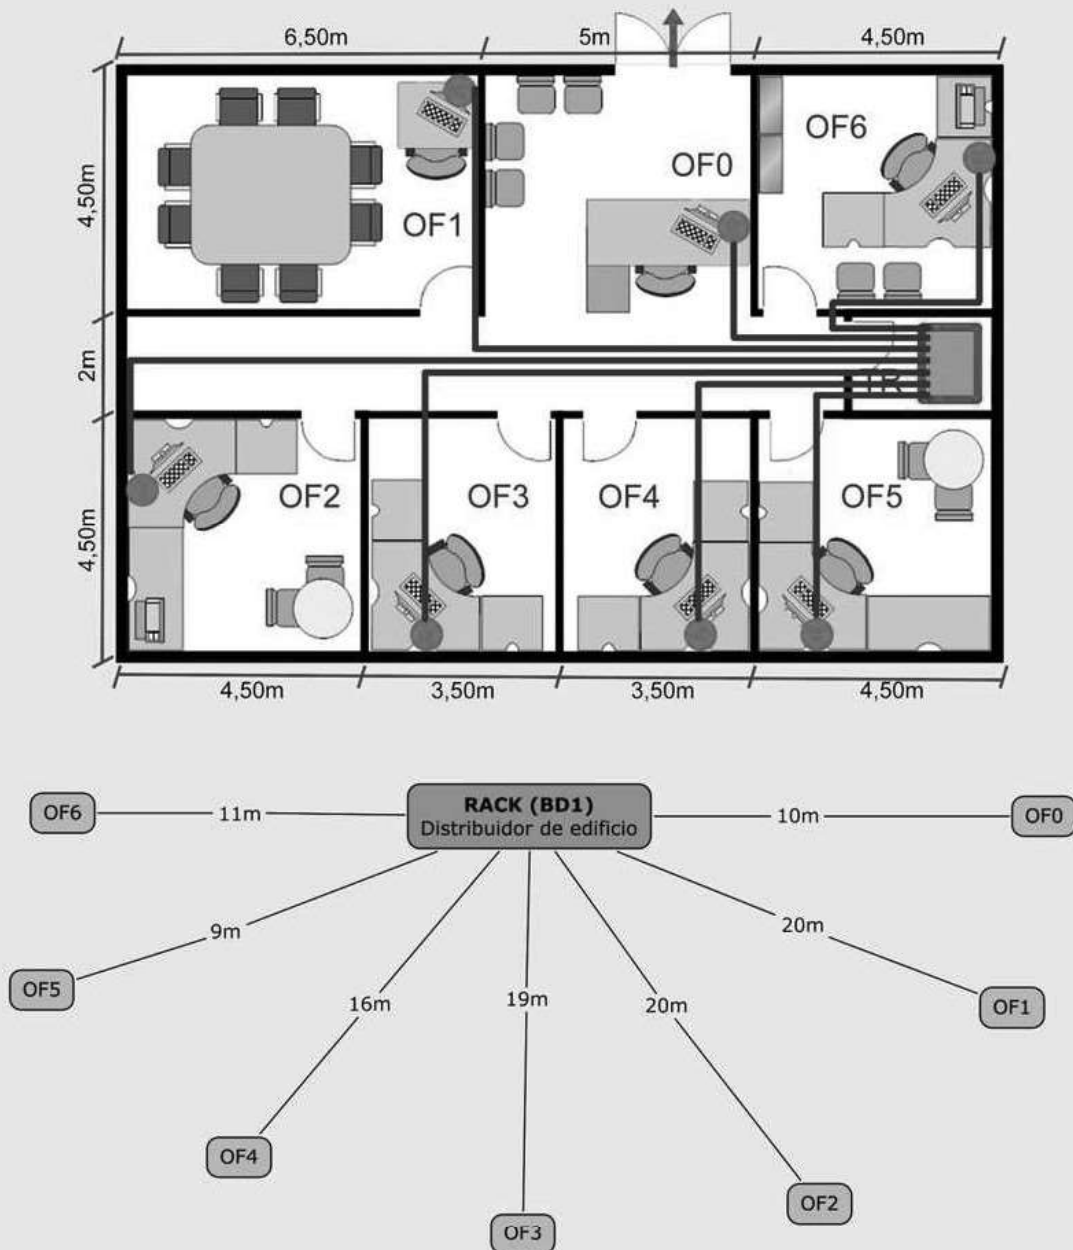 6,50m
5m
4,50m
4,50m
OF6
OF0
OF1
2m
TR
4,50m
OF2
OF3
OF4
OF5
4,50m
3,50m
3,50m
4,50m
RACK (BD1)
Distribuidor de edificio
OF6
11m
10m
OF0
9m
20m
OF5
16m
19m
20m
OF1
OF4
OF2
OF3